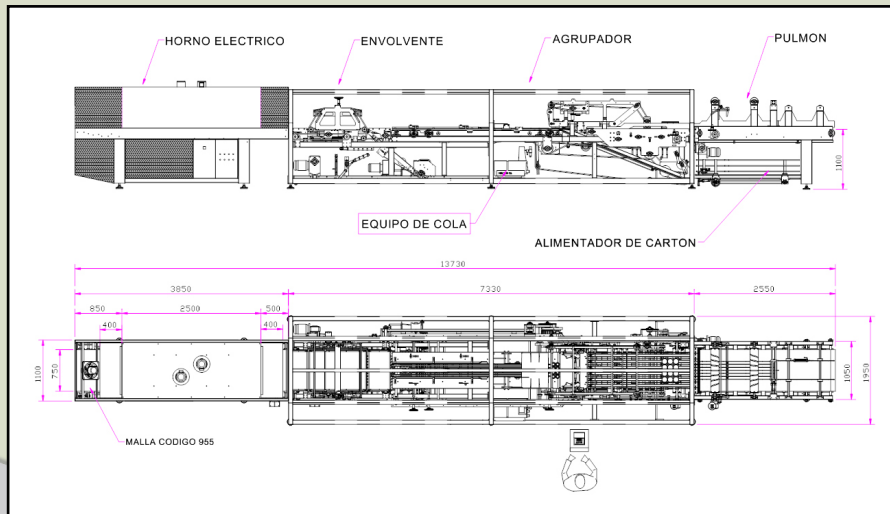 HORNO ELECTRICO
ENVOLVENTE
AGRUPADOR
PULMON
1100
EQUIPO DE COLA
ALIMENTADOR DE CARTON
13730
3850
7330
2550
850
2500
500
400
400
1100
750
1050
1950
MALLA CODIGO 955